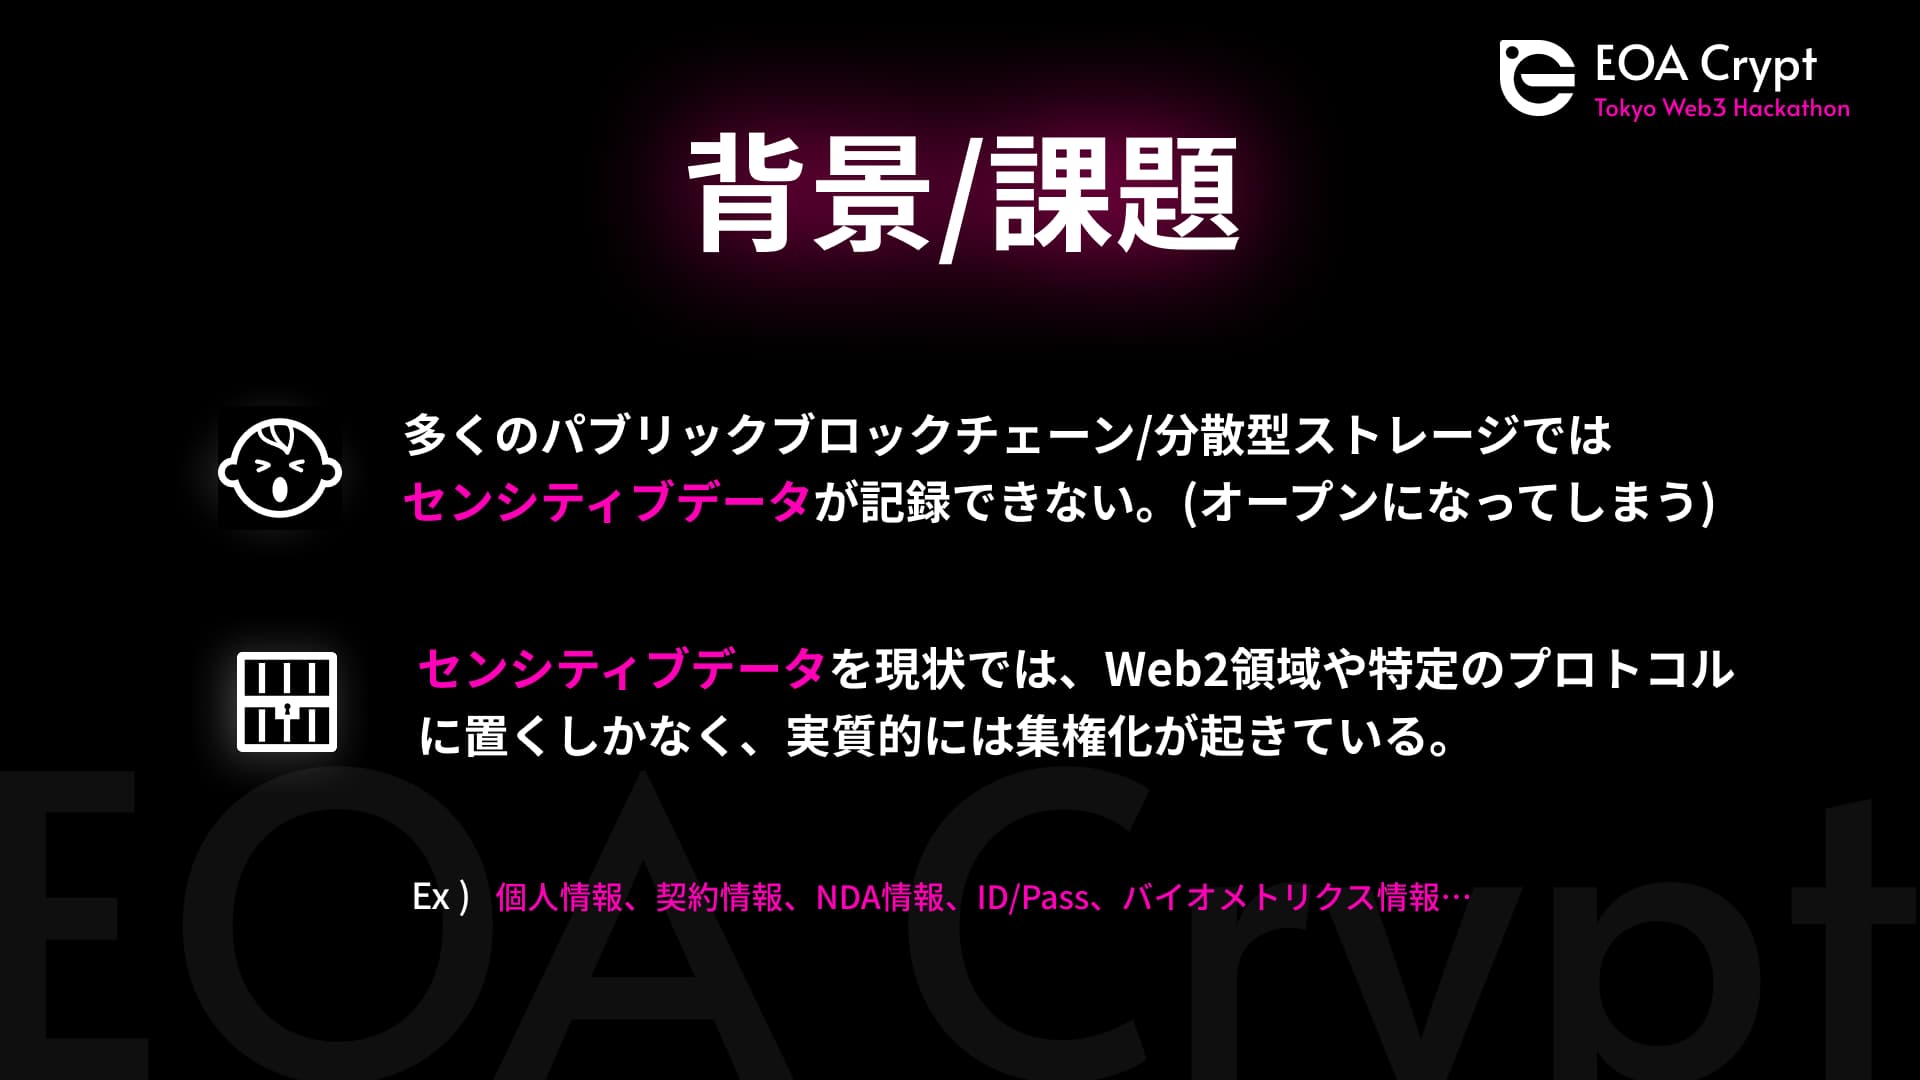 EOA Crypt
Tokyo Web3 Hackathon
背景/課題
多くのパブリックブロックチェーン/分散型ストレージでは
センシティブデータが記録できない。(オープンになってしまう)
センシティブデータを現状では、Web2領域や特定のプロトコル
に置くしかなく、実質的には集権化が起きている。
Ex ) 個人情報、契約情報、NDA情報、ID/Pass、バイオメトリクス情報…
EOA Crypt